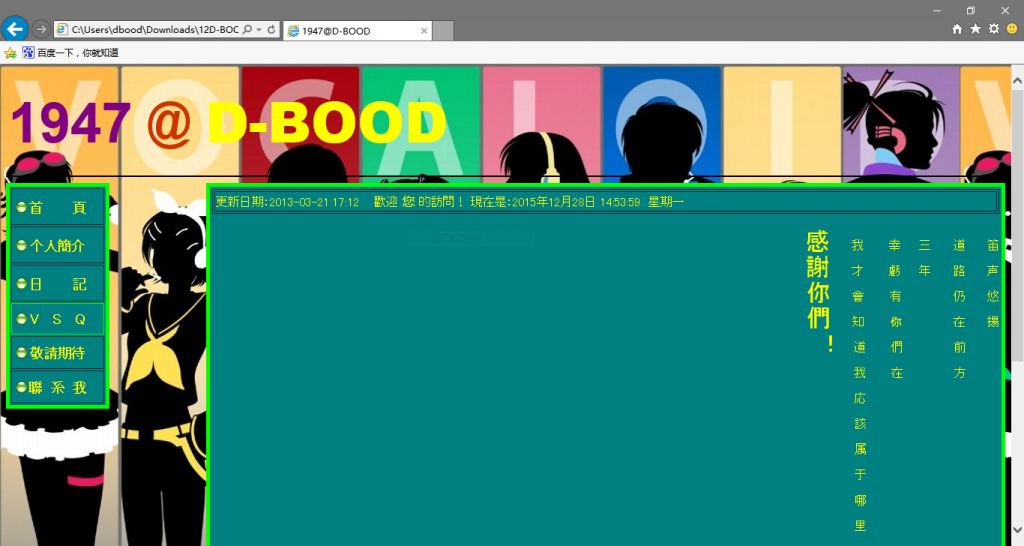 C:\Users\dbood\Downloads\12D-BOC
1947@D-BOOD
百度一下，你就知道
VOCALOID
V
1947 @ D-BOOD
首 頁
个人簡介
日 記
V S Q
敬請期待
聯 系 我
更新日期:2013-03-21 17:12 歡迎 您 的訪問！ 現在是:2015年12月28日 14:53:59 星期一
笛声悠揚
道路仍在前方
三年
幸虧有你們在
我才會知道我応該属于哪里
感謝你們！